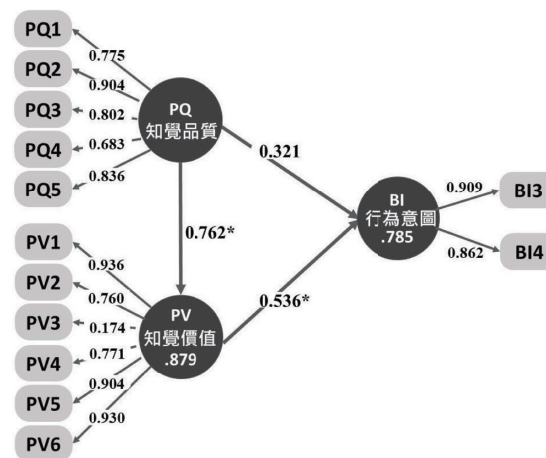 PQ1
0.775
PQ2
0.904
PQ3
0.802
PQ4
0.683
PQ5
0.836
PQ
知覺品質
0.321
0.762*
BI
行為意圖
.785
0.909
BI3
0.862
BI4
PV1
0.936
PV2
0.760
PV3
0.174
PV4
0.771
PV5
0.904
PV6
0.930
PV
知覺價值
.879
0.536*